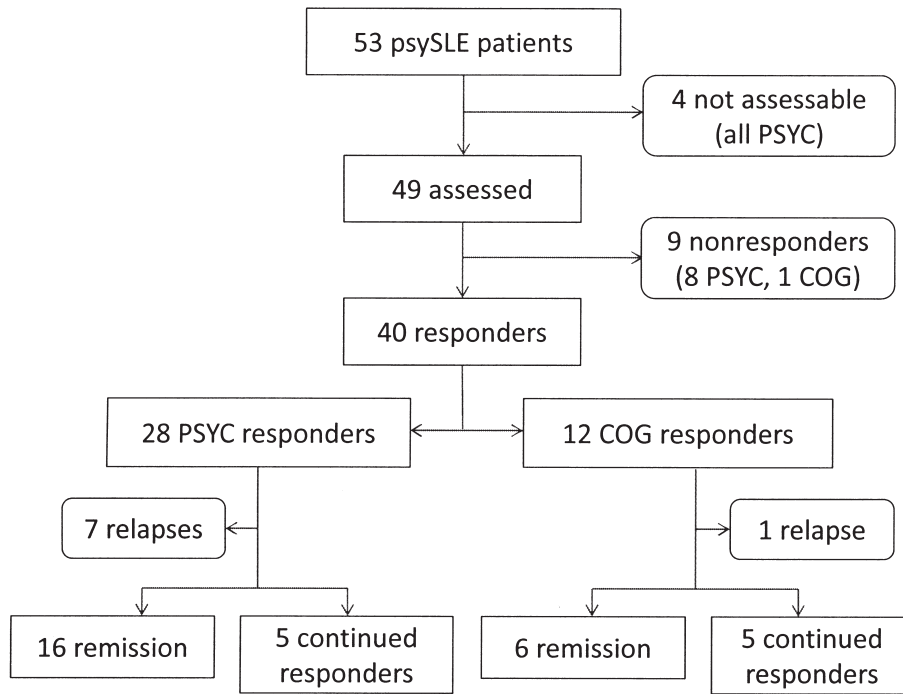 53 psySLE patients
4 not assessable
(all PSYC)
49 assessed
9 nonresponders
(8 PSYC, 1 COG)
40 responders
28 PSYC responders
12 COG responders
7 relapses
1 relapse
16 remission
5 continued
responders
6 remission
5 continued
responders